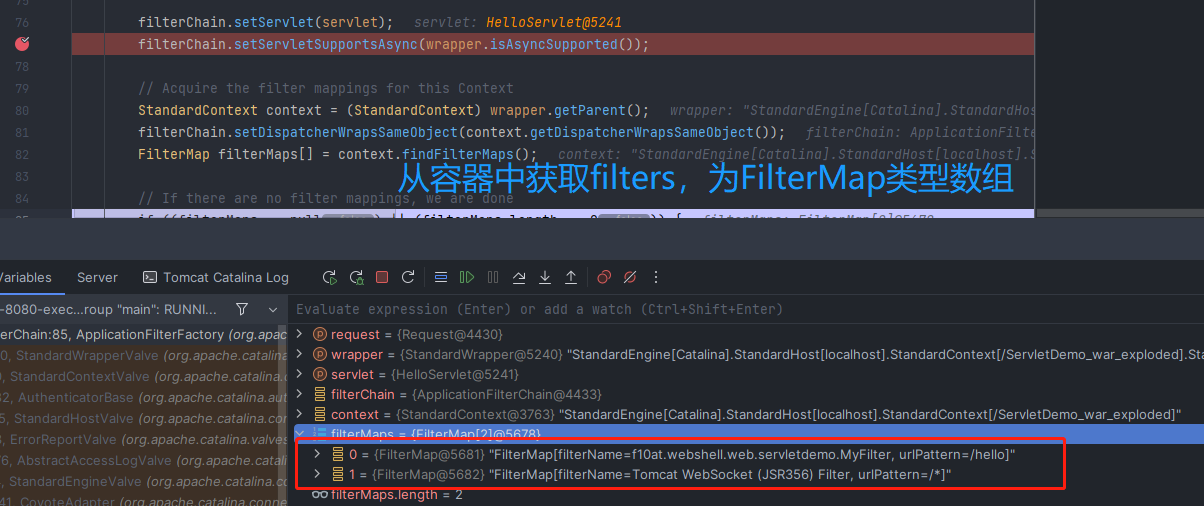 76 filterChain.setServlet(servlet); servlet: HelloServlet@5241
filterChain.setServletSupportsAsync(wrapper.isAsyncSupported());
78
79 // Acquire the filter mappings for this Context
80 StandardContext context = (StandardContext) wrapper.getParent(); wrapper: "StandardEngine[Catalina].StandardHos
81 filterChain.setDispatcherWrapsSameObject(context.getDispatcherWrapsSameObject()); filterChain: ApplicationFilte
82 FilterMap filterMaps[] = context.findFilterMaps(); context: "StandardEngine[Catalina].StandardHost[localhost].S
83
从容器中获取filters，为FilterMap类型数组
84 // If there are no filter mappings, we are done
Variables Server Tomcat Catalina Log
-8080-exec...roup "main": RUNNI...
Evaluate expression (Enter) or add a watch (Ctrl+Shift+Enter)
erChain:85, ApplicationFilterFactory (org.apache.cata
request = {Request@4430}
0, StandardWrapperValve (org.apache.catalina
wrapper = {StandardWrapper@5240} "StandardEngine[Catalina].StandardHost[localhost].StandardContext[/ServletDemo_war_exploded].Sta
StandardContextValve (org.apache.catalina
servlet = {HelloServlet@5241}
32, AuthenticatorBase (org.apache.catalina.aut
filterChain = {ApplicationFilterChain@4433}
5, StandardHostValve (org.apache.catalina.co
context = {StandardContext@3763} "StandardEngine[Catalina].StandardHost[localhost].StandardContext[/ServletDemo_war_exploded]"
ErrorReportValve (org.apache.catalina.valves
filterMaps = {FilterMap[2]@5678}
76, AbstractAccessLogValve (org.apache.catal
0 = {FilterMap@5681} "FilterMap[filterName=f10at.webshell.web.servletdemo.MyFilter, urlPattern=/hello]"
StandardEngineValve (org.apache.catalina
1 = {FilterMap@5682} "FilterMap[filterName=Tomcat WebSocket (JSR356) Filter, urlPattern=/*]"
41, CoyoteAdapter (org.apache.catalina.conne
filterMaps.length = 2